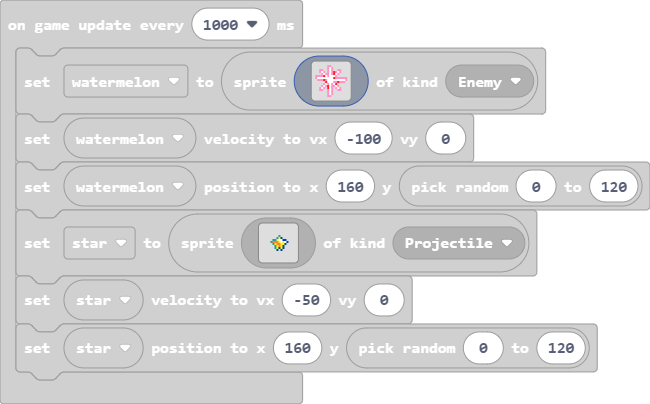 on game update every 1000 ms
set watermelon to sprite of kind Enemy
set watermelon velocity to vx -100 vy 0
set watermelon position to x 160 y pick random 0 to 120
set star to sprite of kind Projectile
set star velocity to vx -50 vy 0
set star position to x 160 y pick random 0 to 120